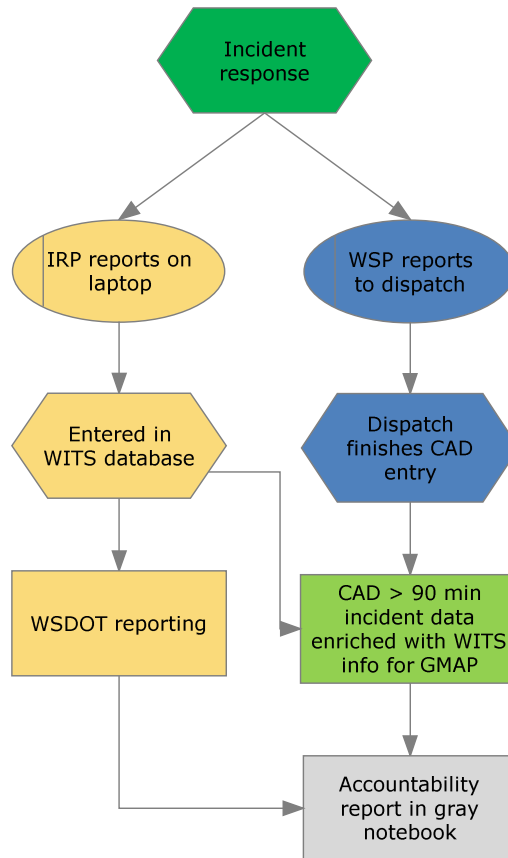 Incident
response
IRP reports on
laptop
WSP reports
to dispatch
Entered in
WITS database
Dispatch
finishes CAD
entry
WSDOT reporting
CAD > 90 min
incident data
enriched with WITS
info for GMAP
Accountability
report in gray
notebook